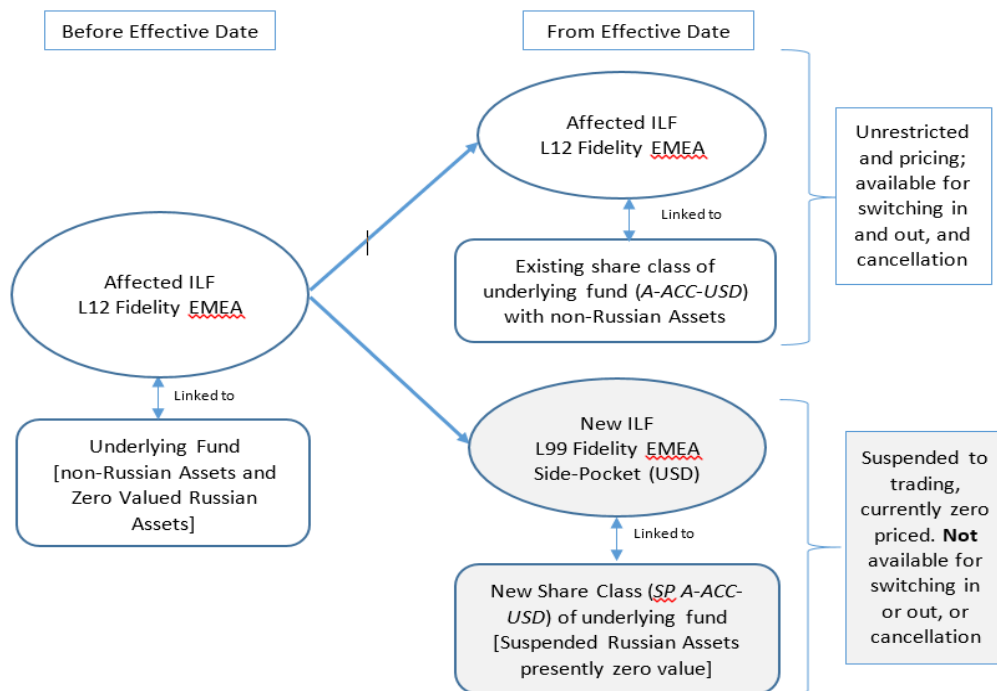 Before Effective Date
From Effective Date
Affected ILF
L12 Fidelity EMEA
Linked to
Underlying Fund
[non-Russian Assets and
Zero Valued Russian
Assets]
Affected ILF
L12 Fidelity EMEA
Linked to
Existing share class of
underlying fund (A-ACC-USD)
with non-Russian Assets
Unrestricted
and pricing;
available for
switching in
and out, and
cancellation
New ILF
L99 Fidelity EMEA
Side-Pocket (USD)
Linked to
New Share Class (SP A-ACC-
USD) of underlying fund
[Suspended Russian Assets
presently zero value]
Suspended to
trading,
currently zero
priced. Not
available for
switching in
or out, or
cancellation